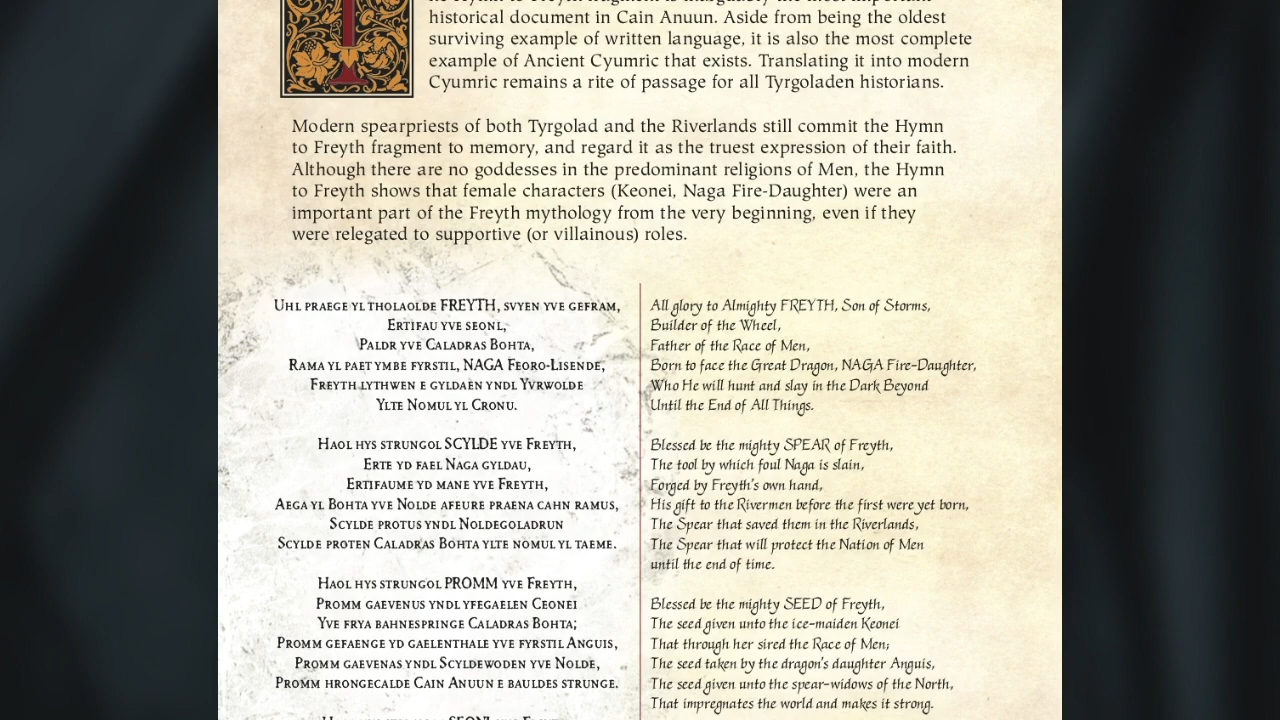 historical document in Cain Anuun. Aside from being the oldest
surviving example of written language, it is also the most complete
example of Ancient Cyumric that exists. Translating it into modern
Cyumric remains a rite of passage for all Tyrgoladen historians.
Modern spearpriests of both Tyrgolad and the Riverlands still commit the Hymn
to Freyth fragment to memory, and regard it as the truest expression of their faith.
Although there are no goddesses in the predominant religions of Men, the Hymn
to Freyth shows that female characters (Keonei, Naga Fire-Daughter) were an
important part of the Freyth mythology from the very beginning, even if they
were relegated to supportive (or villainous) roles.
Uhl praege yl tholaolde FREYTH, svyen yve gefram,
Ertifau yve seonl,
Paldr yve Caladras Bohta,
Rama yl paet ymbe fyrstil, NAGA Feoro-Lisende,
Freyth lythwen e gyldaen yndl Yvrwolde
Ylte Nomul yl Cronu.
Haol hys strungol SCYLDE yve Freyth,
Erte yd fael Naga gyldau,
Ertifaume yd mane yve Freyth,
Aega yl Bohta yve Nolde afeure praena cahn ramus,
Scylde protus yndl Noldegoladrun
Scylde proten Caladras Bohta ylte nomul yl taeme.
Haol hys strungol PROMM yve Freyth,
Promm gaevenus yndl yfegaelen Ceonei
Yve frya bahnespringe Caladras Bohta;
Promm gefaenge yd gaelenthale yve fyrstil Anguis,
Promm gaevenas yndl Scyldewoden yve Nolde,
Promm hrongecalde Cain Anuun e bauldes strunge.
All glory to Almighty FREYTH, Son of Storms,
Builder of the Wheel,
Father of the Race of Men,
Born to face the Great Dragon, NAGA Fire-Daughter,
Who He will hunt and slay in the Dark Beyond
Until the End of All Things.
Blessed be the mighty SPEAR of Freyth,
The tool by which foul Naga is slain,
Forged by Freyth's own hand,
His gift to the Rivermen before the first were yet born,
The Spear that saved them in the Riverlands,
The Spear that will protect the Nation of Men
until the end of time.
Blessed be the mighty SEED of Freyth,
The seed given unto the ice-maiden Keonei
That through her sired the Race of Men;
The seed taken by the dragon's daughter Anguis,
The seed given unto the spear-widows of the North,
That impregnates the world and makes it strong.